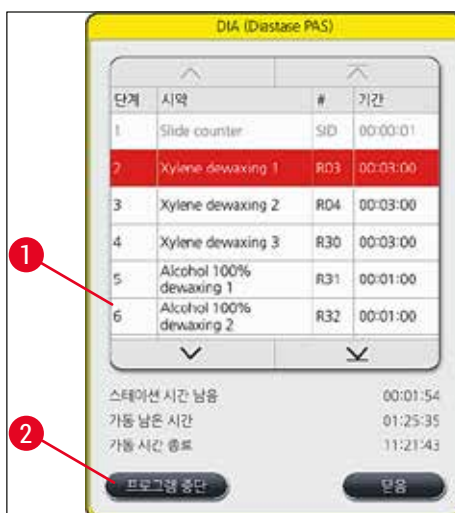 DIA (Diastase PAS)
단계 시약 # 기간
1 Slide counter SID 00:00:01
2 Xylene dewaxing 1 R03 00:03:00
3 Xylene dewaxing 2 R04 00:03:00
4 Xylene dewaxing 3 R30 00:03:00
5 Alcohol 100% dewaxing 1 R31 00:01:00
6 Alcohol 100% dewaxing 2 R32 00:01:00
1
스테이션 시간 남음 00:01:54
가동 남은 시간 01:25:35
가동 시간 종료 11:21:43
2
프로그램 중단 닫음